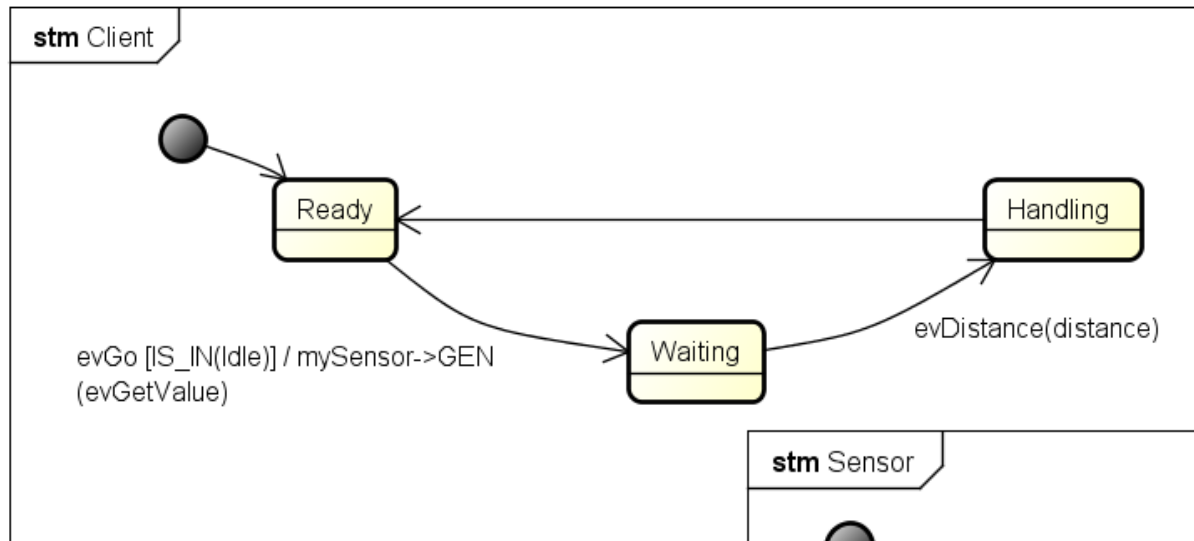 stm Client
Ready
Handling
evDistance(distance)
Waiting
evGo [IS_IN(Idle)] / mySensor->GEN
(evGetValue)
stm Sensor